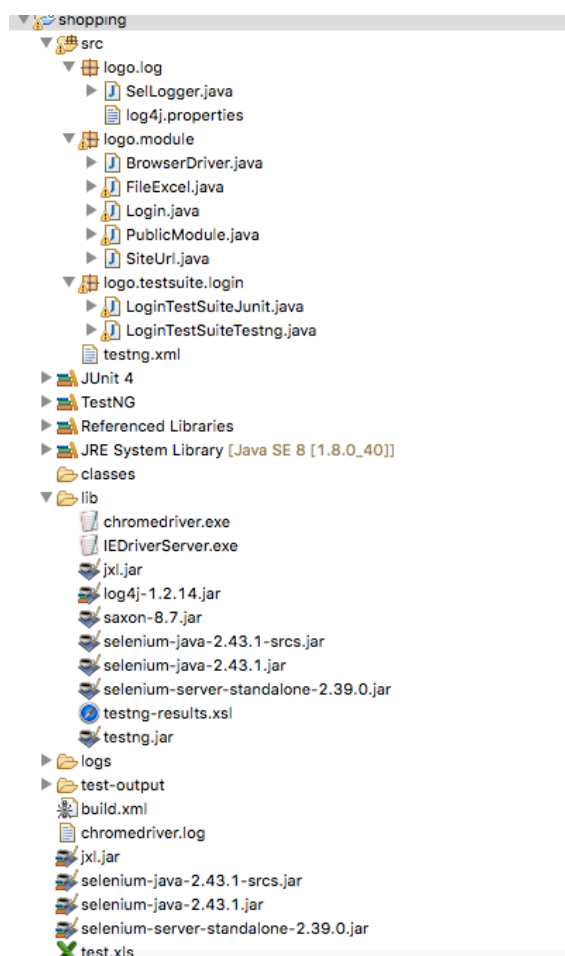 shopping
src
logo.log
SelLogger.java
log4j.properties
logo.module
BrowserDriver.java
FileExcel.java
Login.java
PublicModule.java
SiteUrl.java
logo.testsuite.login
LoginTestSuiteJunit.java
LoginTestSuiteTestng.java
testng.xml
JUnit 4
TestNG
Referenced Libraries
JRE System Library [Java SE 8 [1.8.0_40]]
classes
lib
chromedriver.exe
IEDriverServer.exe
jxl.jar
log4j-1.2.14.jar
saxon-8.7.jar
selenium-java-2.43.1-srcs.jar
selenium-java-2.43.1.jar
selenium-server-standalone-2.39.0.jar
testng-results.xsl
testng.jar
logs
test-output
build.xml
chromedriver.log
jxl.jar
selenium-java-2.43.1-srcs.jar
selenium-java-2.43.1.jar
selenium-server-standalone-2.39.0.jar
test.xls